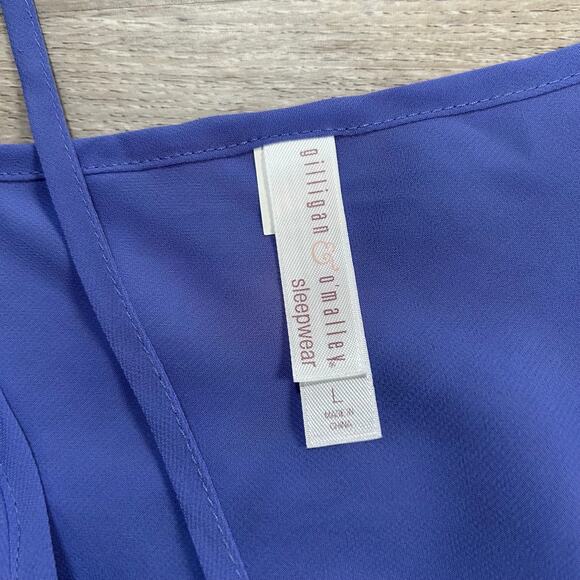 gilligan & o'malley®
sleepwear
L
MADE IN
CHINA